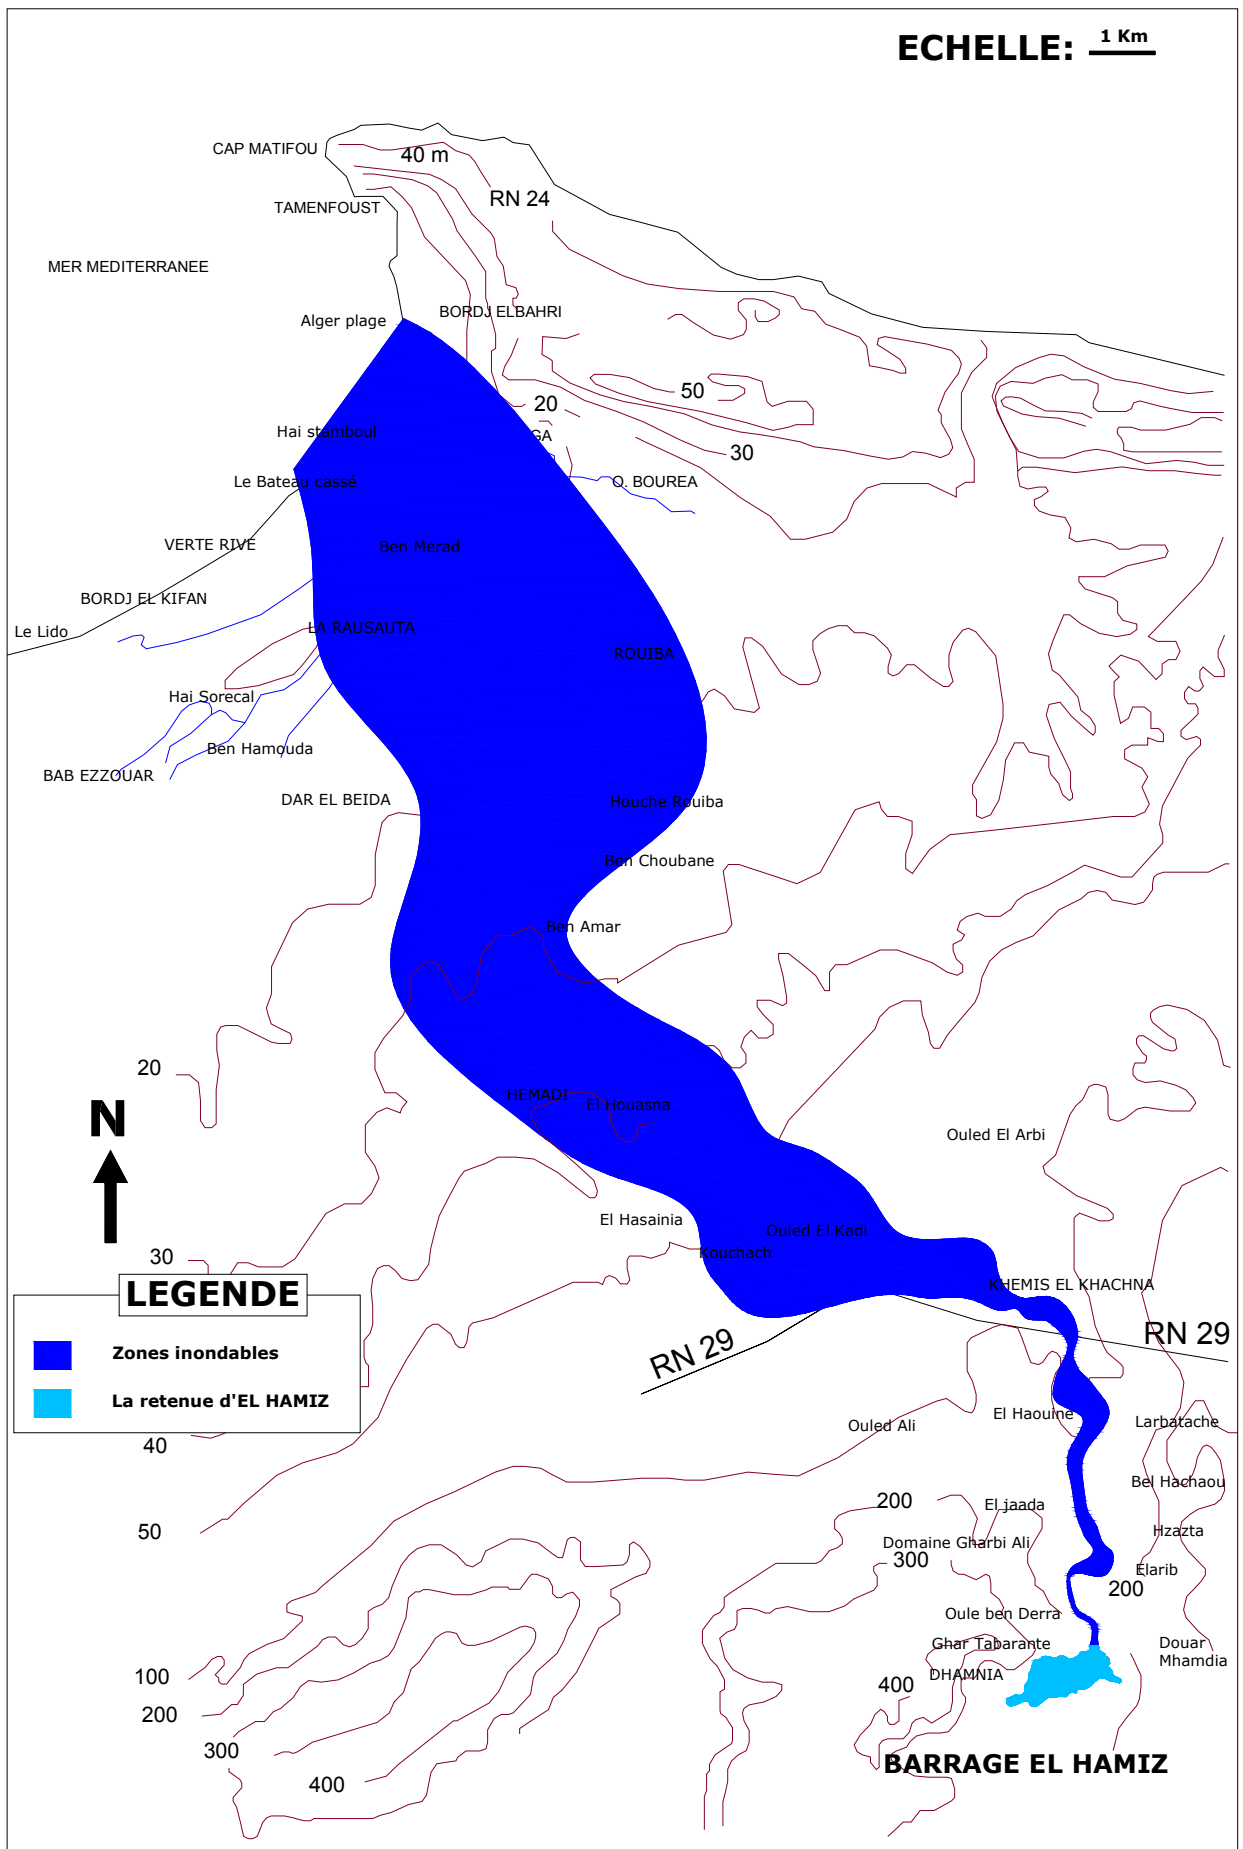 ECHELLE: 1 Km
CAP MATIFOU
40 m
RN 24
TAMENFOUST
MER MEDITERRANEE
BORDJ ELBAHRI
Alger plage
50
20
Hai stamboul
GA
30
Le Bateau cassé
O. BOUREA
VERTE RIVE
Ben Merad
BORDJ EL KIFAN
Le Lido
LA RAUSAUTA
ROUIBA
Hai Sorecal
Ben Hamouda
BAB EZZOUAR
DAR EL BEIDA
Houche Rouiba
Ben Choubane
Ben Amar
20
N
HEMADI
El Houasna
Ouled El Arbi
El Hasainia
Ouled El Kadi
Kouchach
30
KHEMIS EL KHACHNA
LEGENDE
Zones inondables
La retenue d'EL HAMIZ
RN 29
RN 29
El Haouine
Ouled Ali
Larbatache
40
Bel Hachaou
200
El jaada
50
Hzazta
Domaine Gharbi Ali
300
Elarib
200
Oule ben Derra
Ghar Tabarante
Douar
Mhamdia
DHAMNIA
100
400
200
300
BARRAGE EL HAMIZ
400